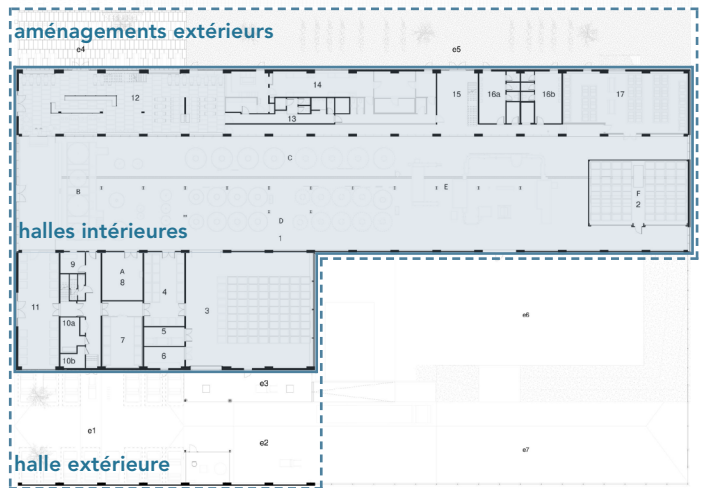 aménagements extérieurs
e4 e5
12 14 15 16a 16b 17
13
C
8 E F
2
D
1
halles intérieures
9 A
8 4
11 3
10a 7 5
10b 6
e6
e3
e1 e2 e7
halle extérieure